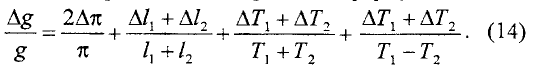 Δg/g = 2Δπ/π + (Δl₁ + Δl₂)/(l₁ + l₂) + (ΔT₁ + ΔT₂)/(T₁ + T₂) + (ΔT₁ + ΔT₂)/(T₁ − T₂). (14)